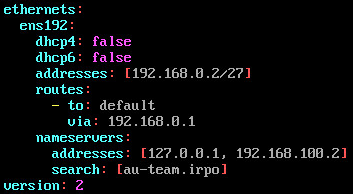 ethernets:
  ens192:
    dhcp4: false
    dhcp6: false
    addresses: [192.168.0.2/27]
    routes:
      - to: default
        via: 192.168.0.1
    nameservers:
      addresses: [127.0.0.1, 192.168.100.2]
      search: [au-team.irpo]
version: 2